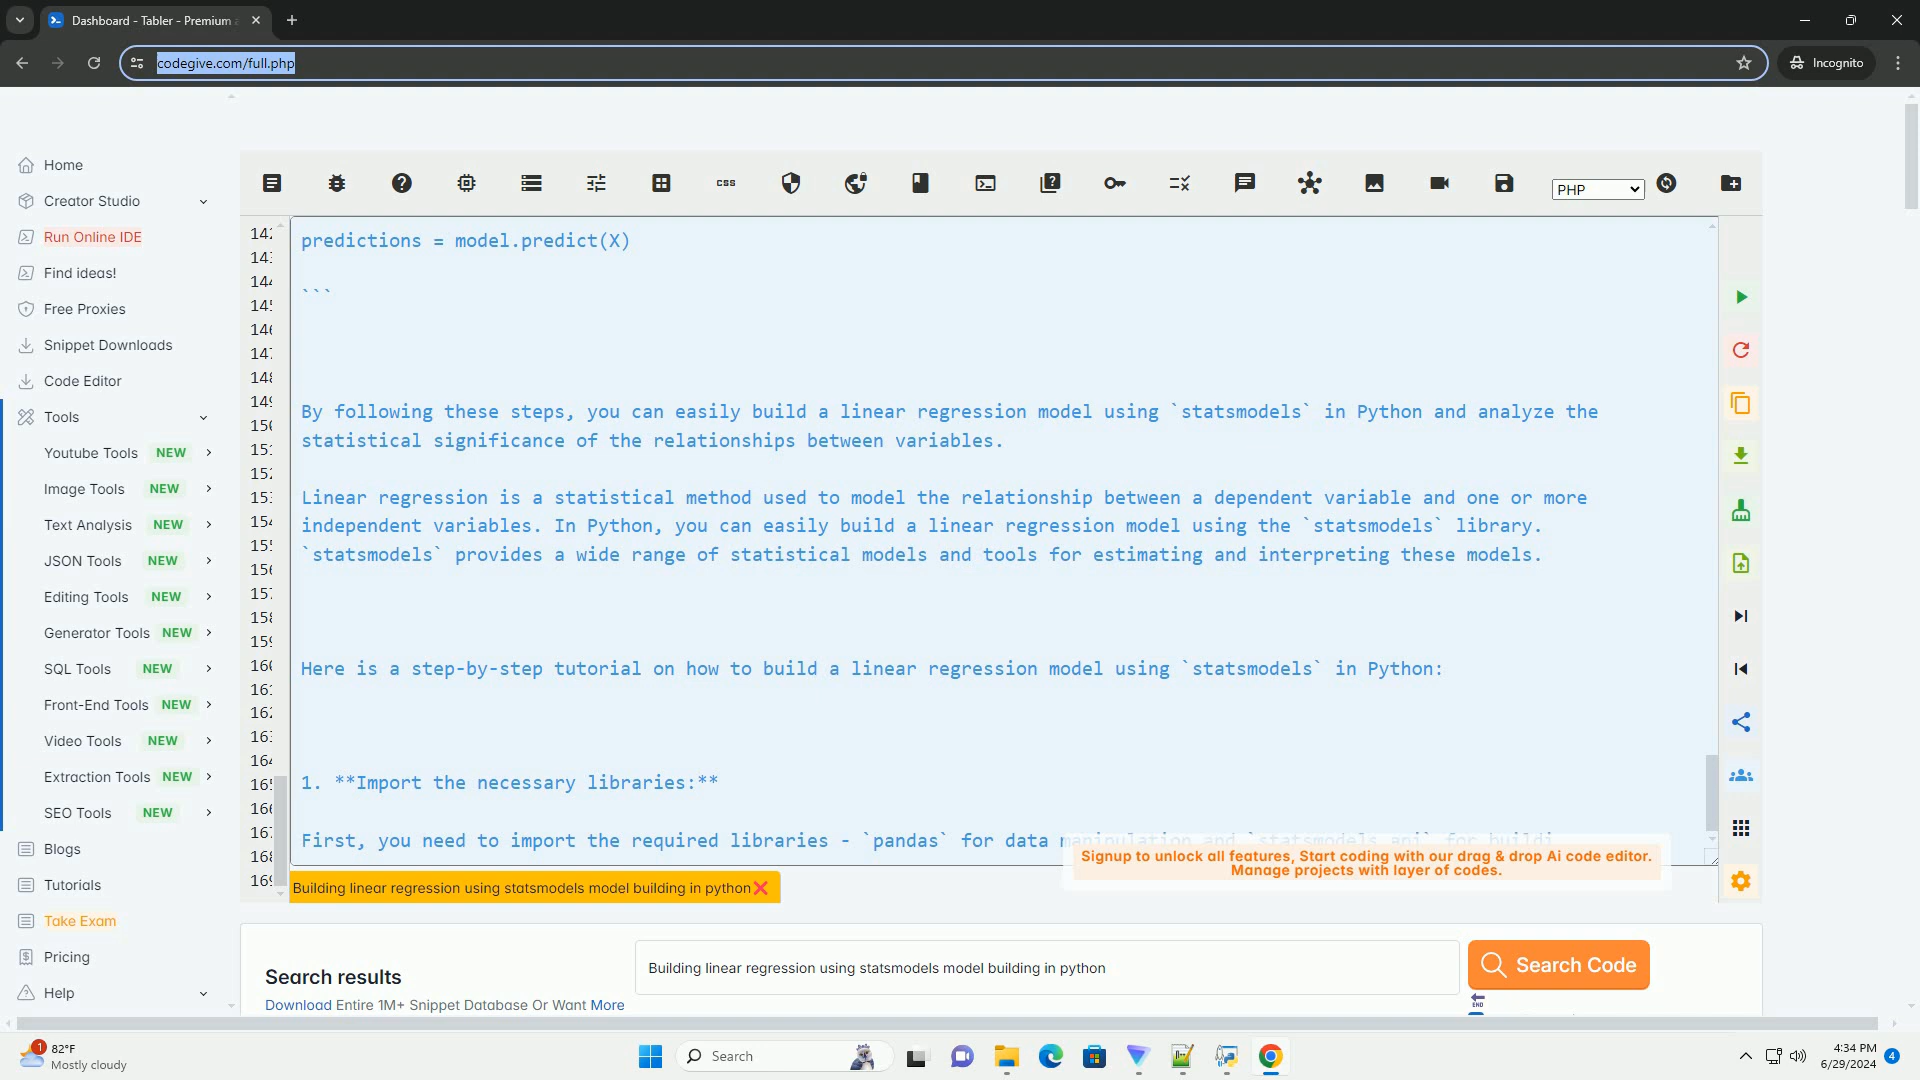 Dashboard - Tabler - Premium
codegive.com/full.php
Incognito
Home
Creator Studio
Run Online IDE
Find ideas!
Free Proxies
Snippet Downloads
Code Editor
Tools
Youtube Tools NEW
Image Tools NEW
Text Analysis NEW
JSON Tools NEW
Editing Tools NEW
Generator Tools NEW
SQL Tools NEW
Front-End Tools NEW
Video Tools NEW
Extraction Tools NEW
SEO Tools NEW
Blogs
Tutorials
Take Exam
Pricing
Help
css
PHP
predictions = model.predict(X)
```
By following these steps, you can easily build a linear regression model using `statsmodels` in Python and analyze the
statistical significance of the relationships between variables.
Linear regression is a statistical method used to model the relationship between a dependent variable and one or more
independent variables. In Python, you can easily build a linear regression model using the `statsmodels` library.
`statsmodels` provides a wide range of statistical models and tools for estimating and interpreting these models.
Here is a step-by-step tutorial on how to build a linear regression model using `statsmodels` in Python:
1. **Import the necessary libraries:**
First, you need to import the required libraries - `pandas` for data manipulation and `statsmodels.api` for buildi
Signup to unlock all features, Start coding with our drag & drop Ai code editor.
Manage projects with layer of codes.
Building linear regression using statsmodels model building in python
Search results
Download Entire 1M+ Snippet Database Or Want More
Building linear regression using statsmodels model building in python
Search Code
END
1
82°F
Mostly cloudy
Search
4:34 PM
6/29/2024
4